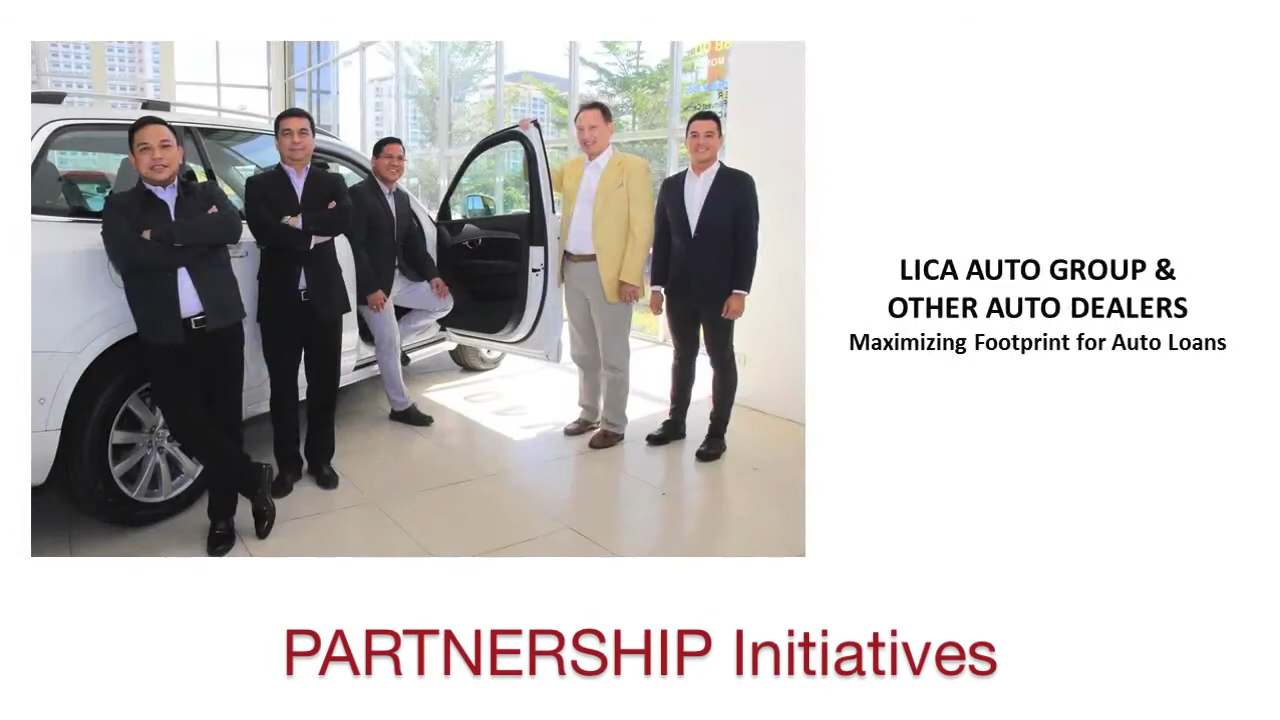 LICA AUTO GROUP &
OTHER AUTO DEALERS
Maximizing Footprint for Auto Loans
PARTNERSHIP Initiatives